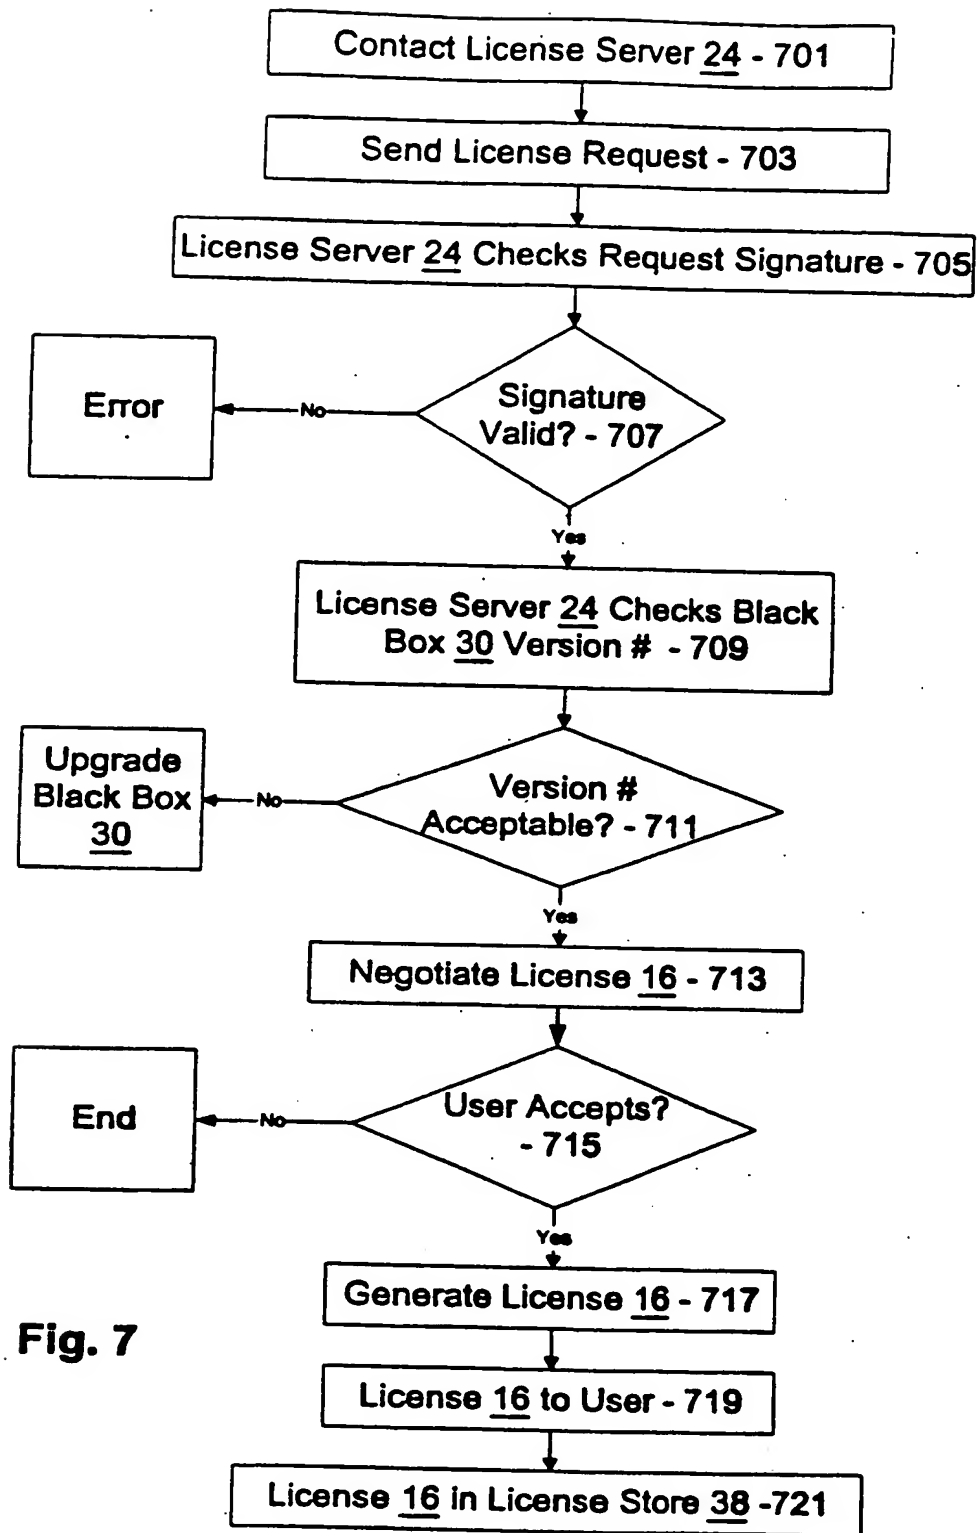 Contact License Server 24 - 701
Send License Request - 703
License Server 24 Checks Request Signature - 705
Signature
Valid? - 707
No
Error
Yes
License Server 24 Checks Black
Box 30 Version # - 709
Version #
Acceptable? - 711
No
Upgrade
Black Box
30
Yes
Negotiate License 16 - 713
User Accepts?
- 715
No
End
Yes
Generate License 16 - 717
License 16 to User - 719
License 16 in License Store 38 -721
Fig. 7